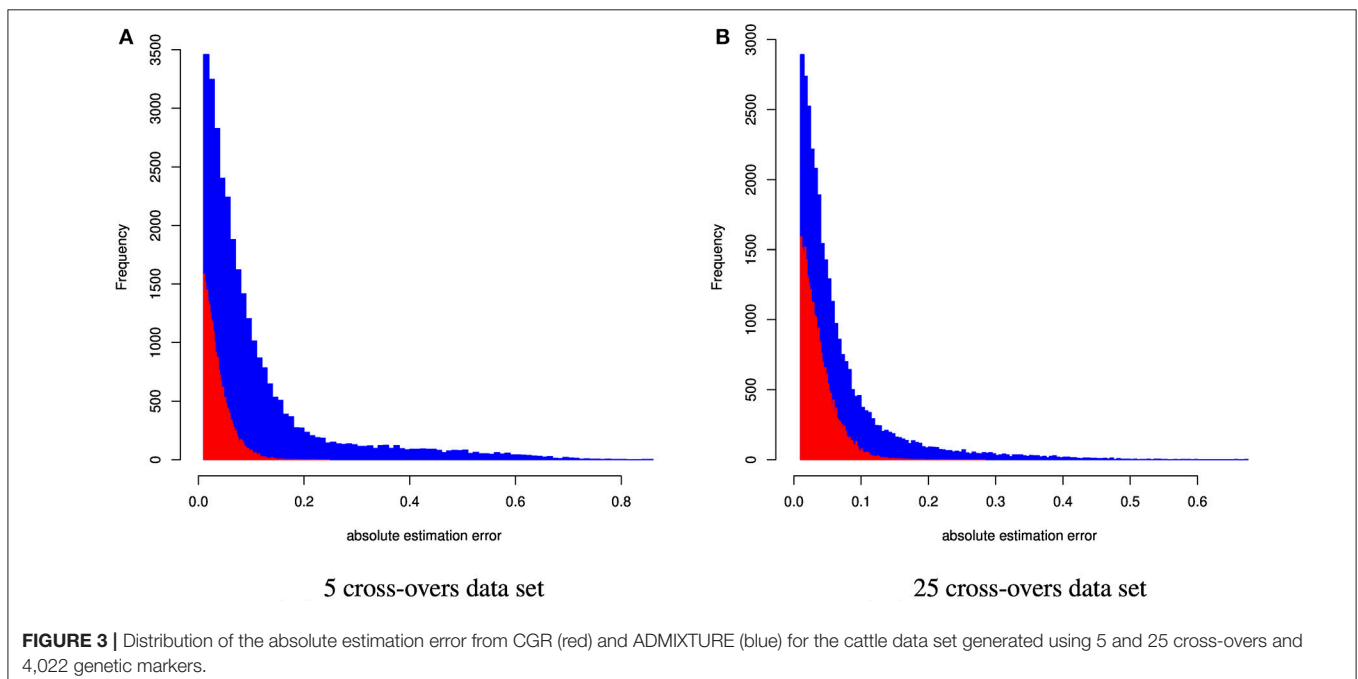 A
Frequency
3500
3000
2500
2000
1500
1000
500
0
0.0 0.2 0.4 0.6 0.8
absolute estimation error
5 cross-overs data set
B
Frequency
3000
2500
2000
1500
1000
500
0
0.0 0.1 0.2 0.3 0.4 0.5 0.6
absolute estimation error
25 cross-overs data set
FIGURE 3 | Distribution of the absolute estimation error from CGR (red) and ADMIXTURE (blue) for the cattle data set generated using 5 and 25 cross-overs and
4,022 genetic markers.